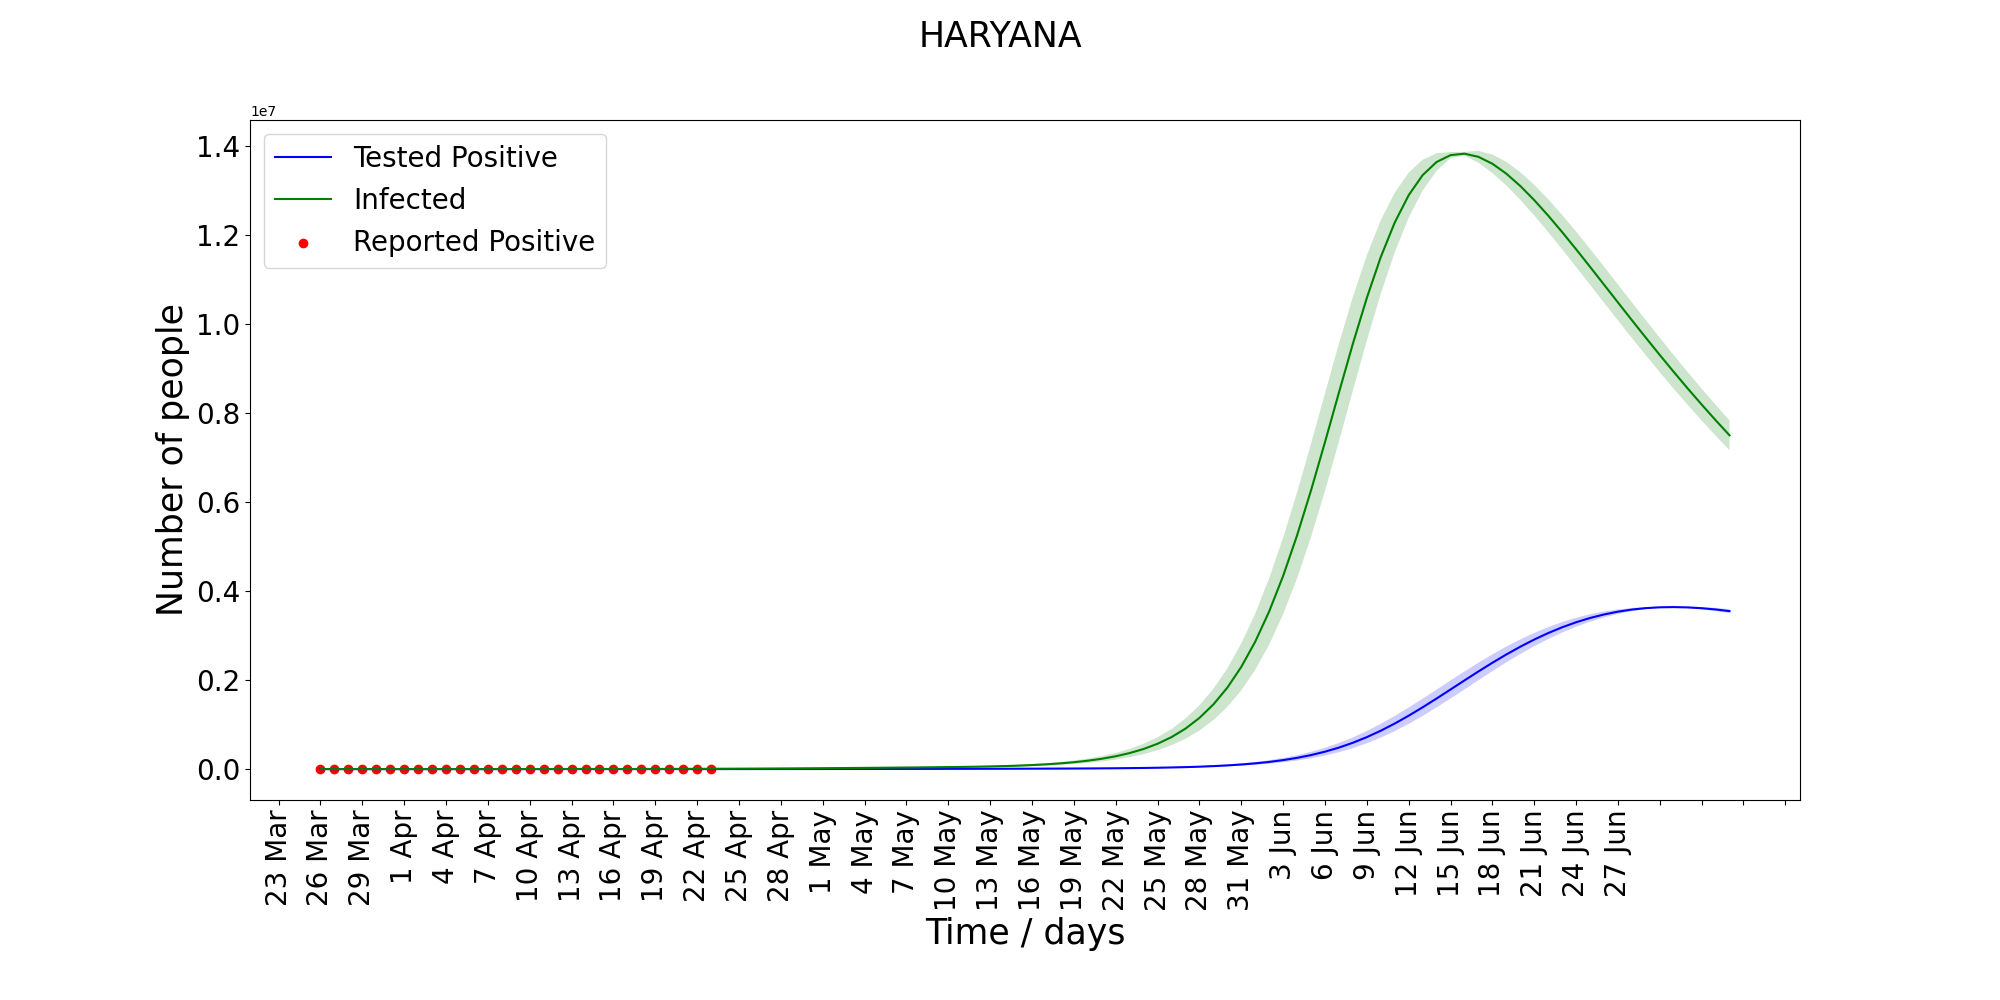 HARYANA
1e7
1.4
1.2
1.0
0.8
0.6
0.4
0.2
0.0
Number of people
Tested Positive
Infected
Reported Positive
23 Mar
26 Mar
29 Mar
1 Apr
4 Apr
7 Apr
10 Apr
13 Apr
16 Apr
19 Apr
22 Apr
25 Apr
28 Apr
1 May
4 May
7 May
10 May
13 May
16 May
19 May
22 May
25 May
28 May
31 May
3 Jun
6 Jun
9 Jun
12 Jun
15 Jun
18 Jun
21 Jun
24 Jun
27 Jun
Time / days